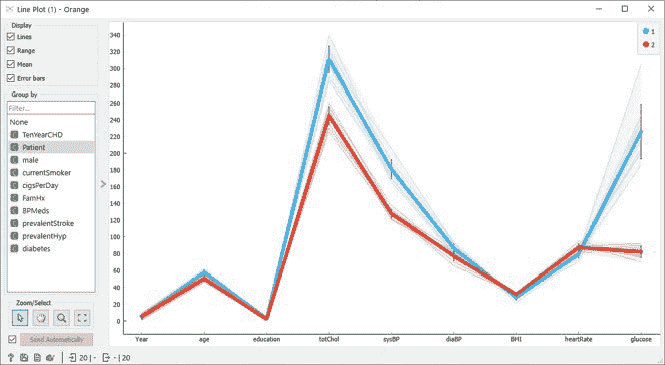 Line Plot (1) - Orange
Display
Lines
Range
Mean
Error bars
Group by
Filter...
None
TenYearCHD
Patient
male
currentSmoker
cigsPerDay
FamHx
BPMeds
prevalentStroke
prevalentHyp
diabetes
Zoom/Select
Send Automatically
? 20 | - - | 20
340
320
300
280
260
240
220
200
180
160
140
120
100
80
60
40
20
0
Year age education totChol sysBP diaBP BMI heartRate glucose
1
2